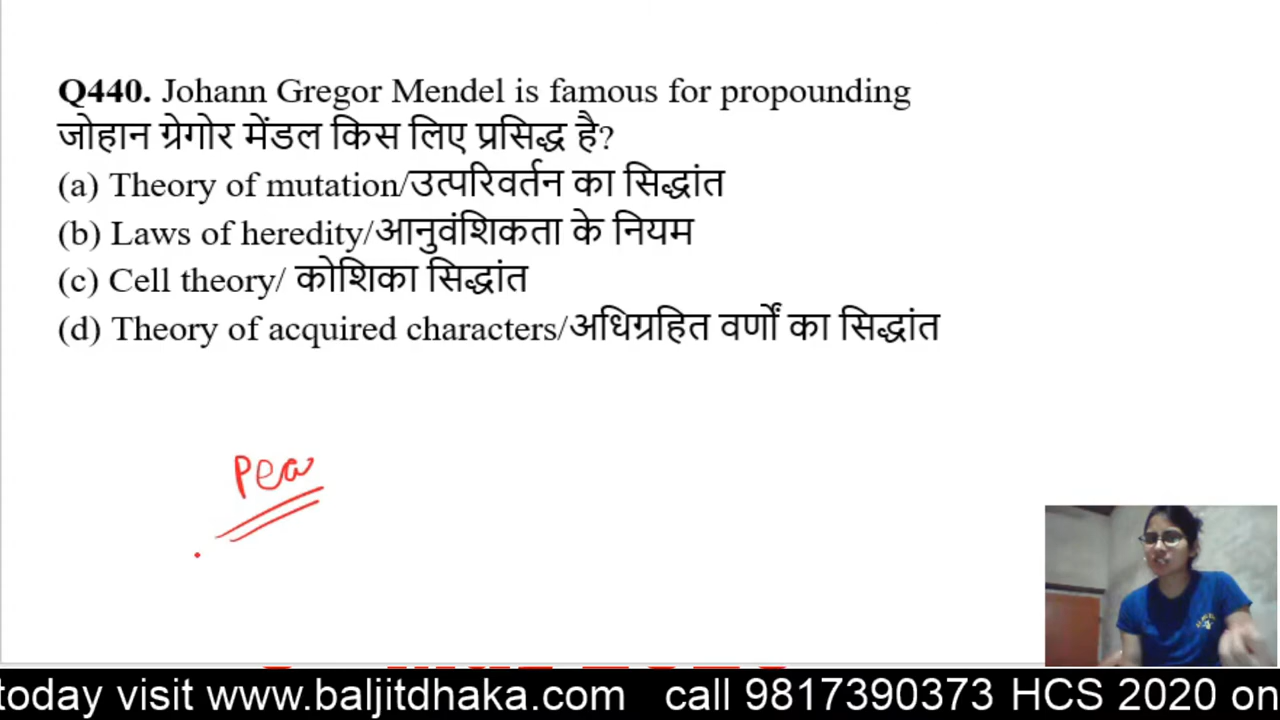 Q440. Johann Gregor Mendel is famous for propounding
जोहान ग्रेगोर मेंडल किस लिए प्रसिद्ध है?
(a) Theory of mutation/उत्परिवर्तन का सिद्धांत
(b) Laws of heredity/आनुवंशिकता के नियम
(c) Cell theory/ कोशिका सिद्धांत
(d) Theory of acquired characters/अधिग्रहित वर्णों का सिद्धांत
Pea
today visit www.baljitdhaka.com call 9817390373 HCS 2020 on